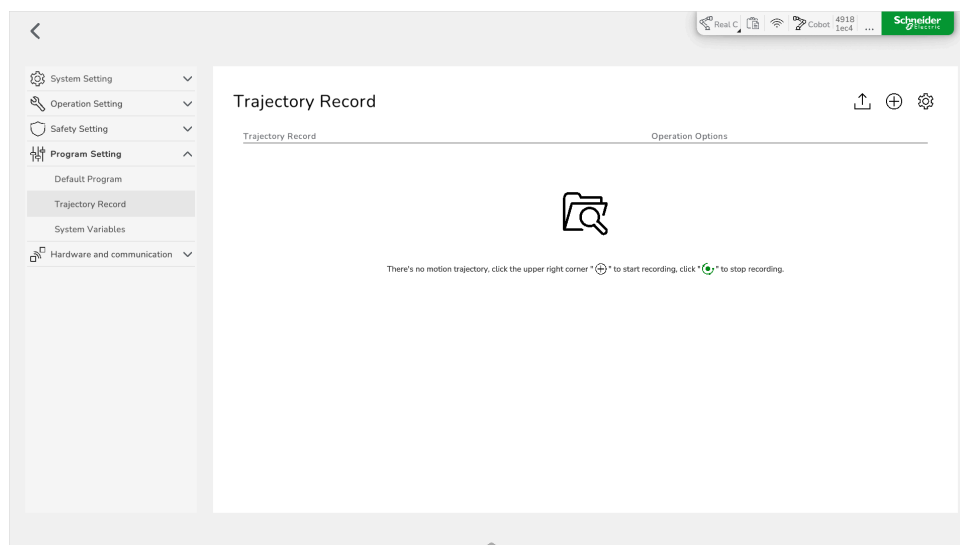 Real C
Cobot
4918
1ec4
...
Schneider
Electric
System Setting
Operation Setting
Safety Setting
Program Setting
Default Program
Trajectory Record
System Variables
Hardware and communication
Trajectory Record
Trajectory Record Operation Options
There's no motion trajectory, click the upper right corner " " to start recording, click " " to stop recording.